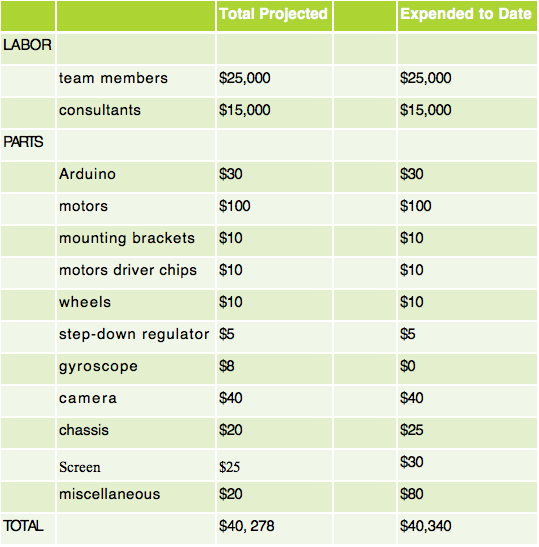 Total Projected Expended to Date
LABOR
team members $25,000 $25,000
consultants $15,000 $15,000
PARTS
Arduino $30 $30
motors $100 $100
mounting brackets $10 $10
motors driver chips $10 $10
wheels $10 $10
step-down regulator $5 $5
gyroscope $8 $0
camera $40 $40
chassis $20 $25
Screen $25 $30
miscellaneous $20 $80
TOTAL $40, 278 $40,340